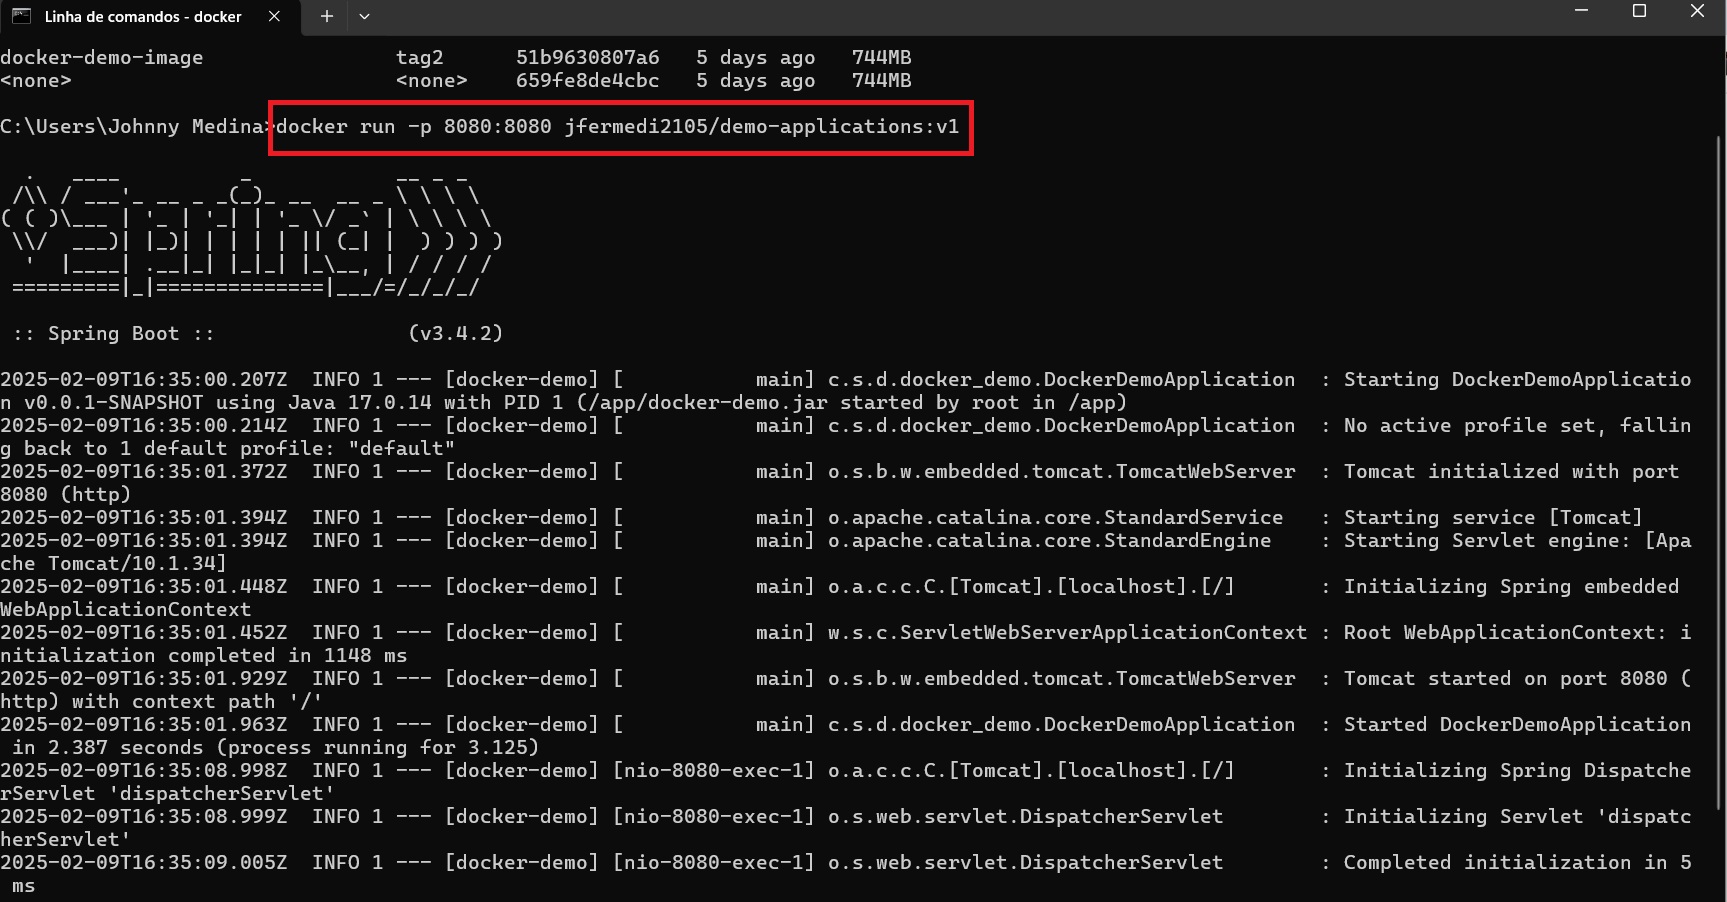 Linha de comandos - docker
docker-demo-image                tag2      51b9630807a6   5 days ago   744MB
<none>                           <none>    659fe8de4cbc   5 days ago   744MB
C:\Users\Johnny Medina>docker run -p 8080:8080 jfermedi2105/demo-applications:v1
  .   ____          _            __ _ _
 /\\ / ___'_ __ _ _(_)_ __  __ _ \ \ \ \
( ( )\___ | '_ | '_| | '_ \/ _` | \ \ \ \
 \\/  ___)| |_)| | | | | || (_| |  ) ) ) )
  '  |____| .__|_| |_|_| |_\__, | / / / /
 =========|_|==============|___/=/_/_/_/
 :: Spring Boot ::                (v3.4.2)
2025-02-09T16:35:00.207Z  INFO 1 --- [docker-demo] [           main] c.s.d.docker_demo.DockerDemoApplication  : Starting DockerDemoApplicatio
n v0.0.1-SNAPSHOT using Java 17.0.14 with PID 1 (/app/docker-demo.jar started by root in /app)
2025-02-09T16:35:00.214Z  INFO 1 --- [docker-demo] [           main] c.s.d.docker_demo.DockerDemoApplication  : No active profile set, fallin
g back to 1 default profile: "default"
2025-02-09T16:35:01.372Z  INFO 1 --- [docker-demo] [           main] o.s.b.w.embedded.tomcat.TomcatWebServer  : Tomcat initialized with port
8080 (http)
2025-02-09T16:35:01.394Z  INFO 1 --- [docker-demo] [           main] o.apache.catalina.core.StandardService   : Starting service [Tomcat]
2025-02-09T16:35:01.394Z  INFO 1 --- [docker-demo] [           main] o.apache.catalina.core.StandardEngine    : Starting Servlet engine: [Apa
che Tomcat/10.1.34]
2025-02-09T16:35:01.448Z  INFO 1 --- [docker-demo] [           main] o.a.c.c.C.[Tomcat].[localhost].[/]       : Initializing Spring embedded
WebApplicationContext
2025-02-09T16:35:01.452Z  INFO 1 --- [docker-demo] [           main] w.s.c.ServletWebServerApplicationContext : Root WebApplicationContext: i
nitialization completed in 1148 ms
2025-02-09T16:35:01.929Z  INFO 1 --- [docker-demo] [           main] o.s.b.w.embedded.tomcat.TomcatWebServer  : Tomcat started on port 8080 (
http) with context path '/'
2025-02-09T16:35:01.963Z  INFO 1 --- [docker-demo] [           main] c.s.d.docker_demo.DockerDemoApplication  : Started DockerDemoApplication
 in 2.387 seconds (process running for 3.125)
2025-02-09T16:35:08.998Z  INFO 1 --- [docker-demo] [nio-8080-exec-1] o.a.c.c.C.[Tomcat].[localhost].[/]       : Initializing Spring Dispatche
rServlet 'dispatcherServlet'
2025-02-09T16:35:08.999Z  INFO 1 --- [docker-demo] [nio-8080-exec-1] o.s.web.servlet.DispatcherServlet        : Initializing Servlet 'dispatc
herServlet'
2025-02-09T16:35:09.005Z  INFO 1 --- [docker-demo] [nio-8080-exec-1] o.s.web.servlet.DispatcherServlet        : Completed initialization in 5
 ms